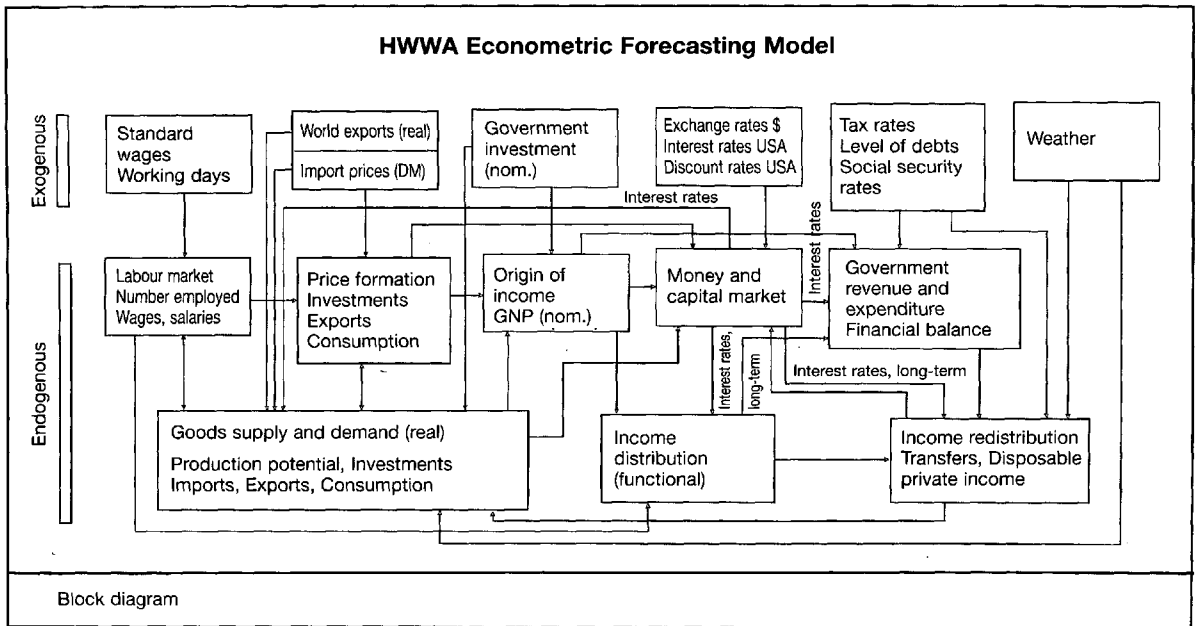 HWWA Econometric Forecasting Model
Exogenous
Standard
wages
Working days
World exports (real)
Import prices (DM)
Government
investment
(nom.)
Exchange rates $
Interest rates USA
Discount rates USA
Tax rates
Level of debts
Social security
rates
Weather
Interest rates
Interest rates
Endogenous
Labour market
Number employed
Wages, salaries
Price formation
Investments
Exports
Consumption
Origin of
income
GNP (nom.)
Money and
capital market
Government
revenue and
expenditure
Financial balance
Interest rates,
long-term
Interest rates, long-term
Goods supply and demand (real)
Production potential, Investments
Imports, Exports, Consumption
Income
distribution
(functional)
Income redistribution
Transfers, Disposable
private income
Block diagram